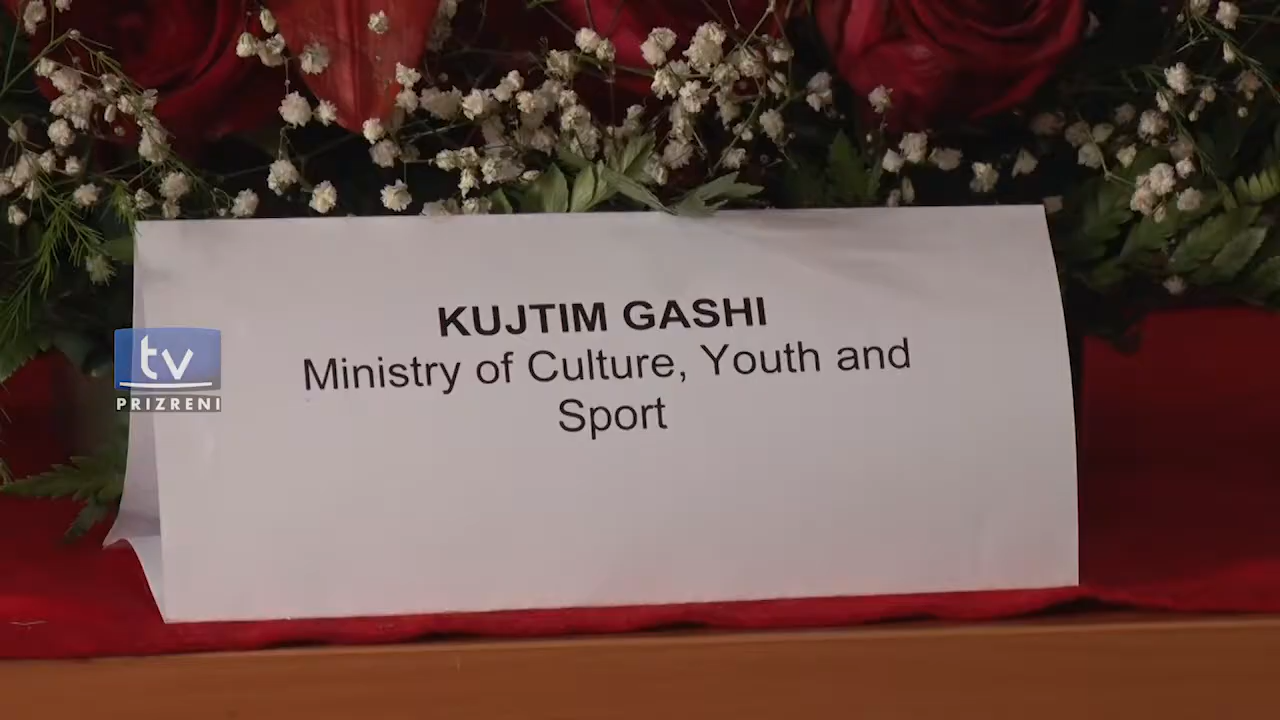 KUJTIM GASHI
Ministry of Culture, Youth and
Sport
tv
PRIZRENI